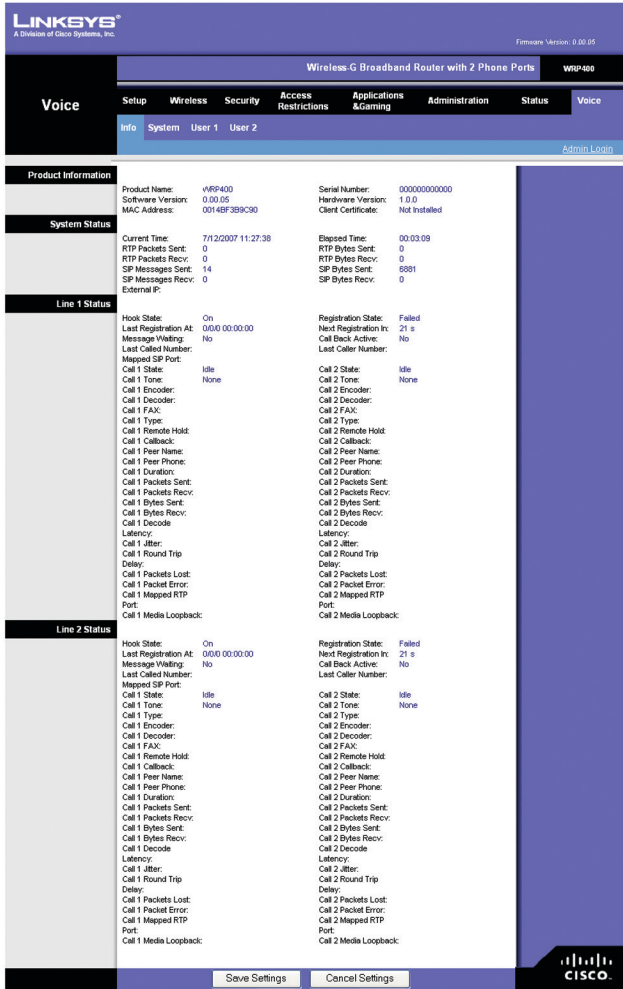 LINKSYS®
A Division of Cisco Systems, Inc.
Firmware Version: 0.00.05
Wireless-G Broadband Router with 2 Phone Ports WRP400
Voice
Setup Wireless Security Access Restrictions Applications &Gaming Administration Status Voice
Info System User 1 User 2
Admin Login
Product Information
Product Name: WRP400 Serial Number: 000000000000
Software Version: 0.00.05 Hardware Version: 1.0.0
MAC Address: 0014BF3B9C90 Client Certificate: Not Installed
System Status
Current Time: 7/12/2007 11:27:38 Elapsed Time: 00:03:09
RTP Packets Sent: 0 RTP Bytes Sent: 0
RTP Packets Recv: 0 RTP Bytes Recv: 0
SIP Messages Sent: 14 SIP Bytes Sent: 6881
SIP Messages Recv: 0 SIP Bytes Recv: 0
External IP:
Line 1 Status
Hook State: On Registration State: Failed
Last Registration At: 0/0/0 00:00:00 Next Registration In: 21 s
Message Waiting: No Call Back Active: No
Last Called Number: Last Caller Number:
Mapped SIP Port:
Call 1 State: Idle Call 2 State: Idle
Call 1 Tone: None Call 2 Tone: None
Call 1 Encoder: Call 2 Encoder:
Call 1 Decoder: Call 2 Decoder:
Call 1 FAX: Call 2 FAX:
Call 1 Type: Call 2 Type:
Call 1 Remote Hold: Call 2 Remote Hold:
Call 1 Callback: Call 2 Callback:
Call 1 Peer Name: Call 2 Peer Name:
Call 1 Peer Phone: Call 2 Peer Phone:
Call 1 Duration: Call 2 Duration:
Call 1 Packets Sent: Call 2 Packets Sent:
Call 1 Packets Recv: Call 2 Packets Recv:
Call 1 Bytes Sent: Call 2 Bytes Sent:
Call 1 Bytes Recv: Call 2 Bytes Recv:
Call 1 Decode Call 2 Decode
Latency: Latency:
Call 1 Jitter: Call 2 Jitter:
Call 1 Round Trip Call 2 Round Trip
Delay: Delay:
Call 1 Packets Lost: Call 2 Packets Lost:
Call 1 Packet Error: Call 2 Packet Error:
Call 1 Mapped RTP Call 2 Mapped RTP
Port: Port:
Call 1 Media Loopback: Call 2 Media Loopback:
Line 2 Status
Hook State: On Registration State: Failed
Last Registration At: 0/0/0 00:00:00 Next Registration In: 21 s
Message Waiting: No Call Back Active: No
Last Called Number: Last Caller Number:
Mapped SIP Port:
Call 1 State: Idle Call 2 State: Idle
Call 1 Tone: None Call 2 Tone: None
Call 1 Type: Call 2 Type:
Call 1 Encoder: Call 2 Encoder:
Call 1 Decoder: Call 2 Decoder:
Call 1 FAX: Call 2 FAX:
Call 1 Remote Hold: Call 2 Remote Hold:
Call 1 Callback: Call 2 Callback:
Call 1 Peer Name: Call 2 Peer Name:
Call 1 Peer Phone: Call 2 Peer Phone:
Call 1 Duration: Call 2 Duration:
Call 1 Packets Sent: Call 2 Packets Sent:
Call 1 Packets Recv: Call 2 Packets Recv:
Call 1 Bytes Sent: Call 2 Bytes Sent:
Call 1 Bytes Recv: Call 2 Bytes Recv:
Call 1 Decode Call 2 Decode
Latency: Latency:
Call 1 Jitter: Call 2 Jitter:
Call 1 Round Trip Call 2 Round Trip
Delay: Delay:
Call 1 Packets Lost: Call 2 Packets Lost:
Call 1 Packet Error: Call 2 Packet Error:
Call 1 Mapped RTP Call 2 Mapped RTP
Port: Port:
Call 1 Media Loopback: Call 2 Media Loopback:
Save Settings Cancel Settings
CISCO.